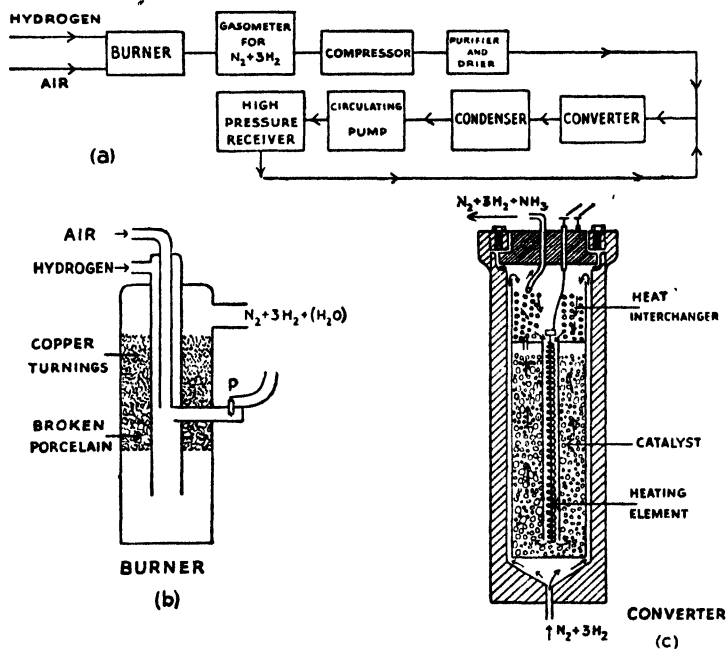 HYDROGEN
AIR
BURNER
GASOMETER
FOR
N₂+3H₂
COMPRESSOR
PURIFIER
AND
DRIER
HIGH
PRESSURE
RECEIVER
CIRCULATING
PUMP
CONDENSER
CONVERTER
(a)
AIR
HYDROGEN
N₂+3H₂+(H₂O)
COPPER
TURNINGS
P
BROKEN
PORCELAIN
BURNER
(b)
N₂+3H₂+NH₃
HEAT
INTERCHANGER
CATALYST
HEATING
ELEMENT
N₂+3H₂
CONVERTER
(c)